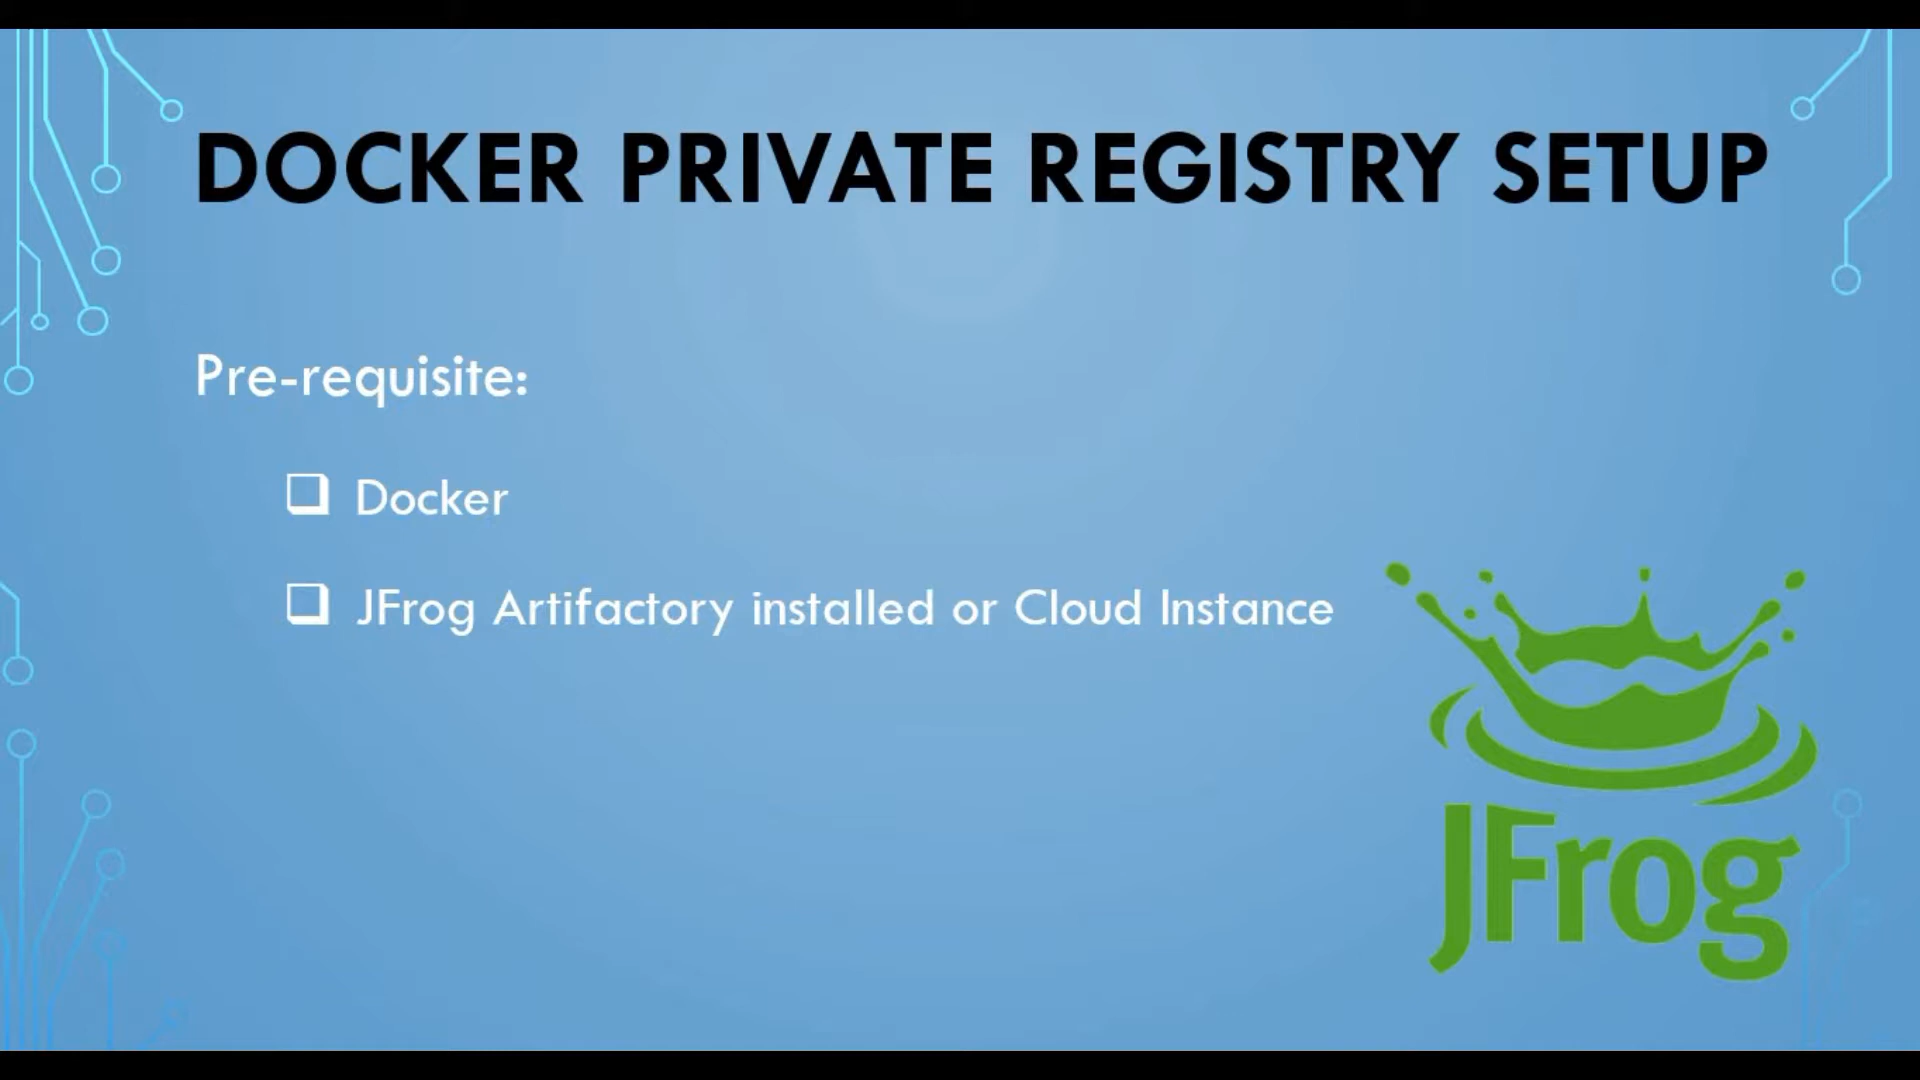 DOCKER PRIVATE REGISTRY SETUP
Pre-requisite:
Docker
JFrog Artifactory installed or Cloud Instance
JFrog